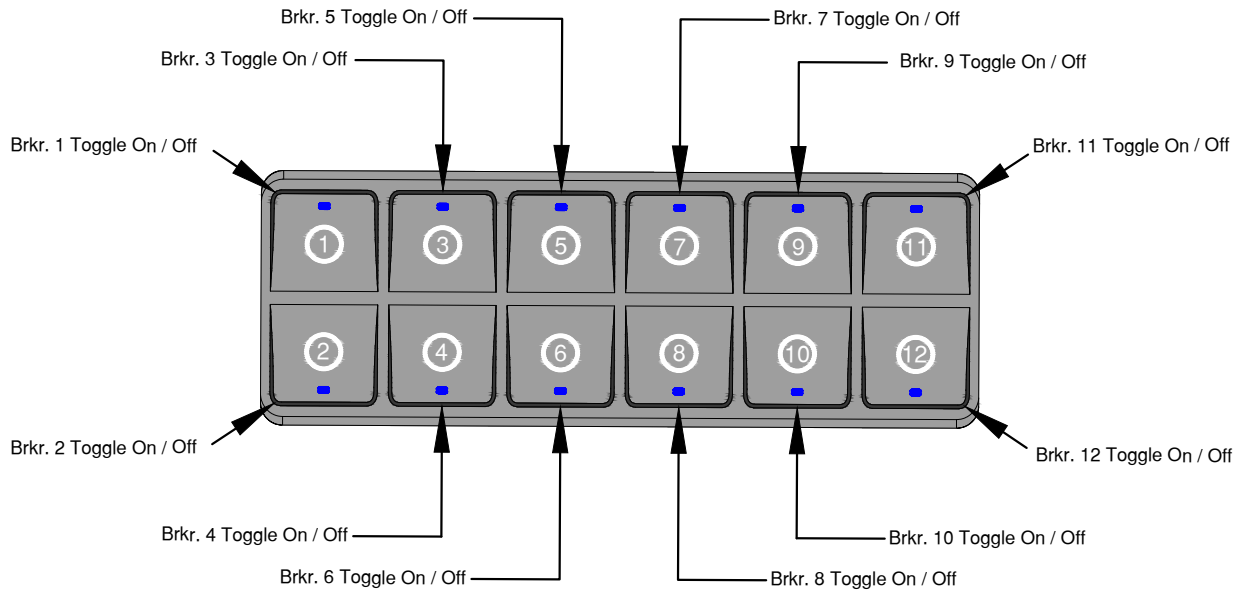 Brkr. 5 Toggle On / Off
Brkr. 7 Toggle On / Off
Brkr. 3 Toggle On / Off
Brkr. 9 Toggle On / Off
Brkr. 1 Toggle On / Off
Brkr. 11 Toggle On / Off
1
3
5
7
9
11
2
4
6
8
10
12
Brkr. 2 Toggle On / Off
Brkr. 12 Toggle On / Off
Brkr. 4 Toggle On / Off
Brkr. 10 Toggle On / Off
Brkr. 6 Toggle On / Off
Brkr. 8 Toggle On / Off